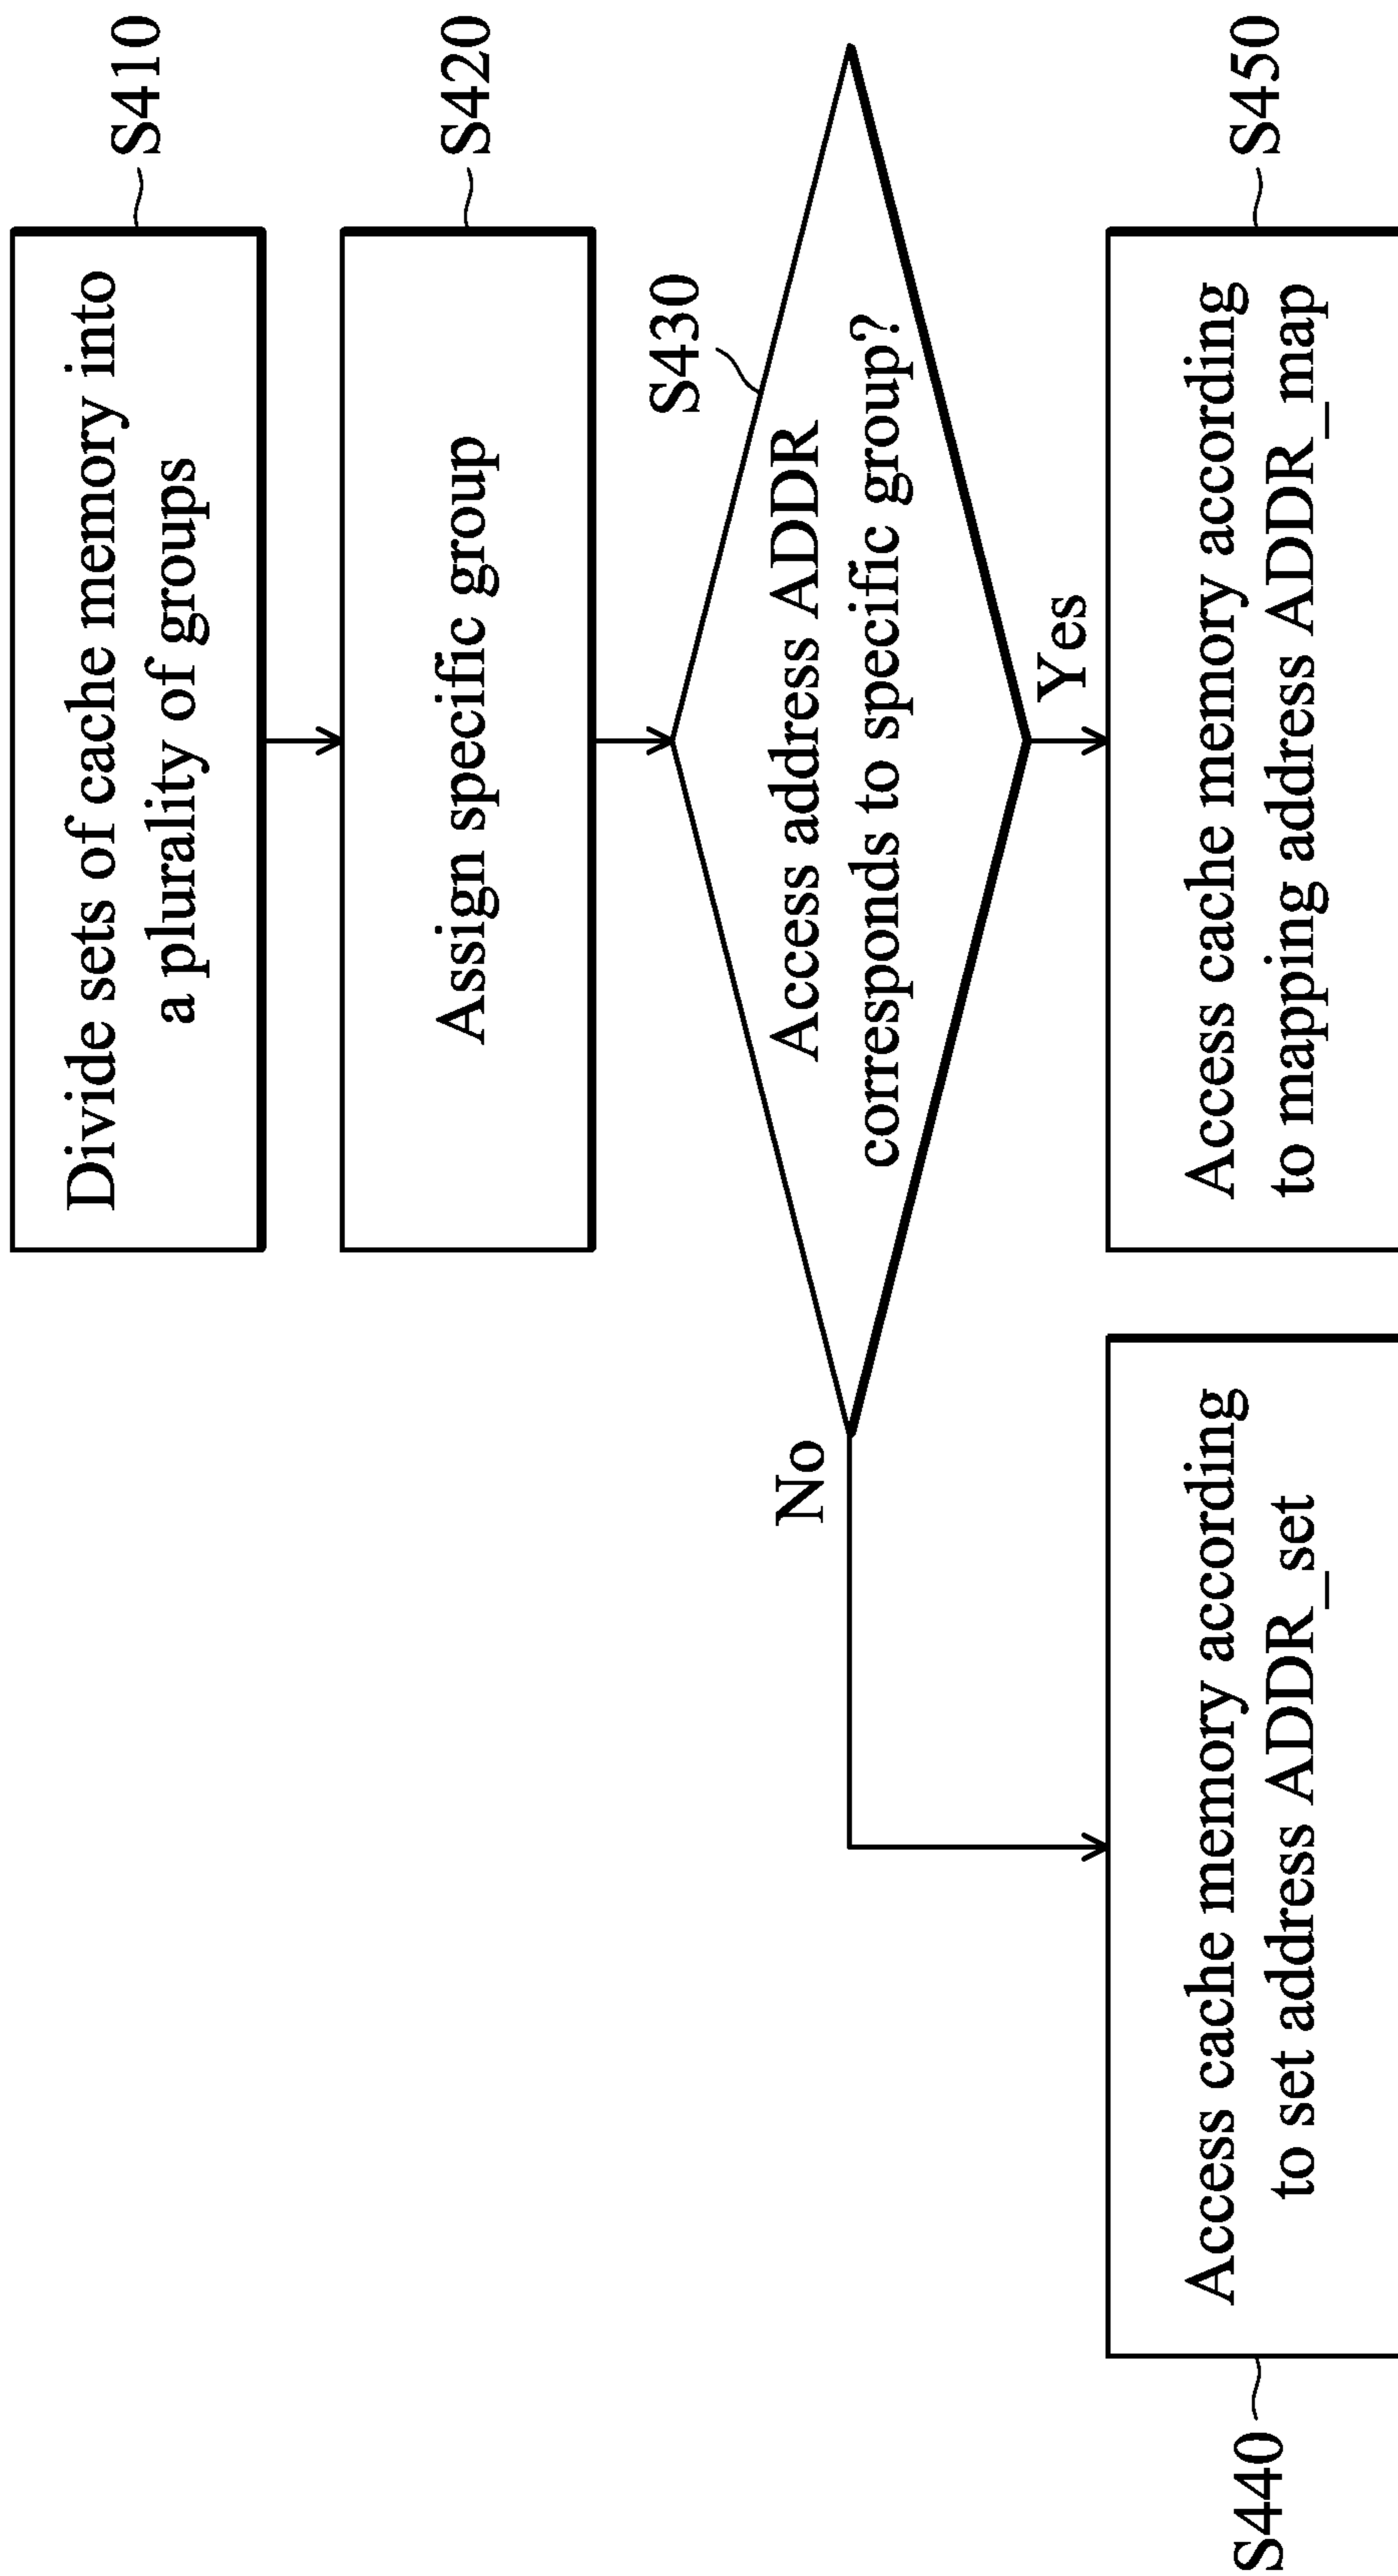 Divide sets of cache memory into
a plurality of groups
S410
Assign specific group
S420
S430
Access address ADDR
corresponds to specific group?
No
Yes
Access cache memory according
to set address ADDR_set
S440
Access cache memory according
to mapping address ADDR_map
S450